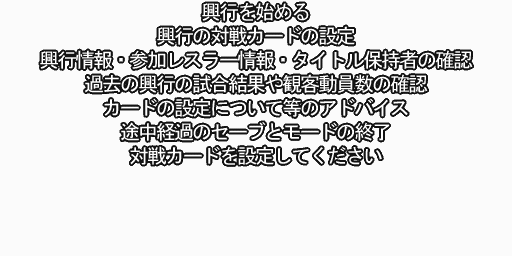 興行を始める
興行の対戦カードの設定
興行情報・参加レスラー情報・タイトル保持者の確認
過去の興行の試合結果や観客動員数の確認
カードの設定について等のアドバイス
途中経過のセーブとモードの終了
対戦カードを設定してください